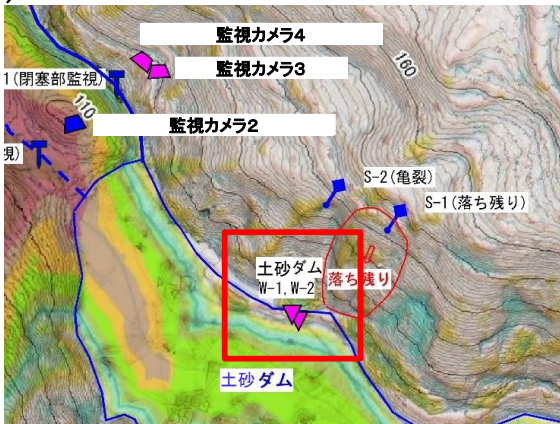 監視カメラ4
160
監視カメラ3
1(閉塞部監視)
110
監視カメラ2
視)
S-2(亀裂)
S-1(落ち残り)
土砂ダム
W-1,W-2
落ち残り
土砂ダム